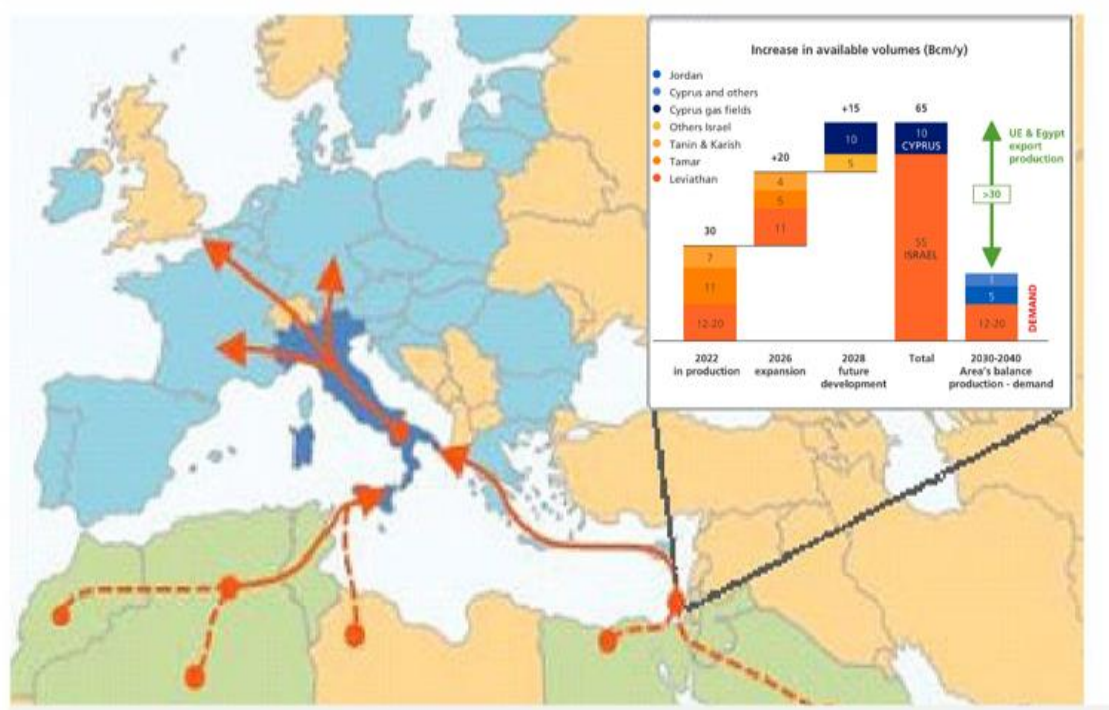 Increase in available volumes (Bcm/y)
Jordan
Cyprus and others
Cyprus gas fields
Others Israel
Tanin & Karish
Tamar
Leviathan
30
7
11
12-20
+20
4
5
11
+15
10
5
65
10
CYPRUS
55
ISRAEL
1
5
12-20
DEMAND
UE & Egypt
export
production
>30
2022
in production
2026
expansion
2028
future
development
Total
2030-2040
Area's balance
production - demand